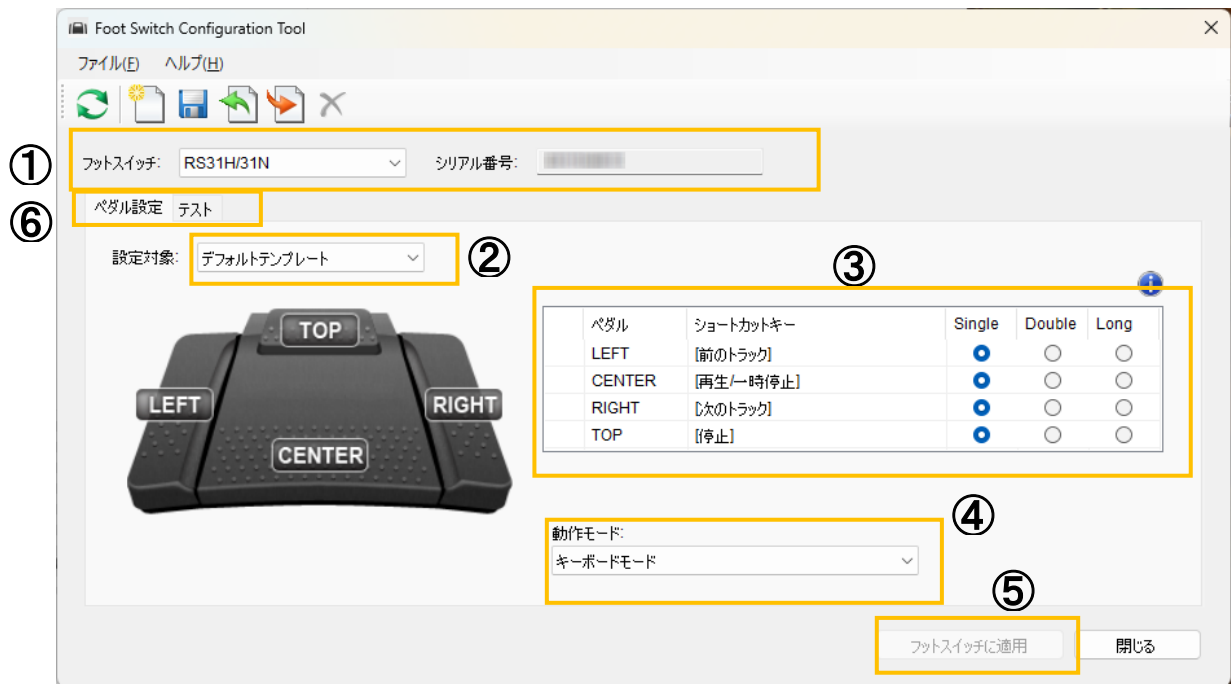 Foot Switch Configuration Tool
ファイル(F) ヘルプ(H)
①
フットスイッチ: RS31H/31N シリアル番号:
⑥
ペダル設定 テスト
設定対象: デフォルトテンプレート
②
③
ペダル ショートカットキー Single Double Long
LEFT [前のトラック]
CENTER [再生/一時停止]
RIGHT [次のトラック]
TOP [停止]
TOP
LEFT
RIGHT
CENTER
④
動作モード:
キーボードモード
⑤
フットスイッチに適用 閉じる